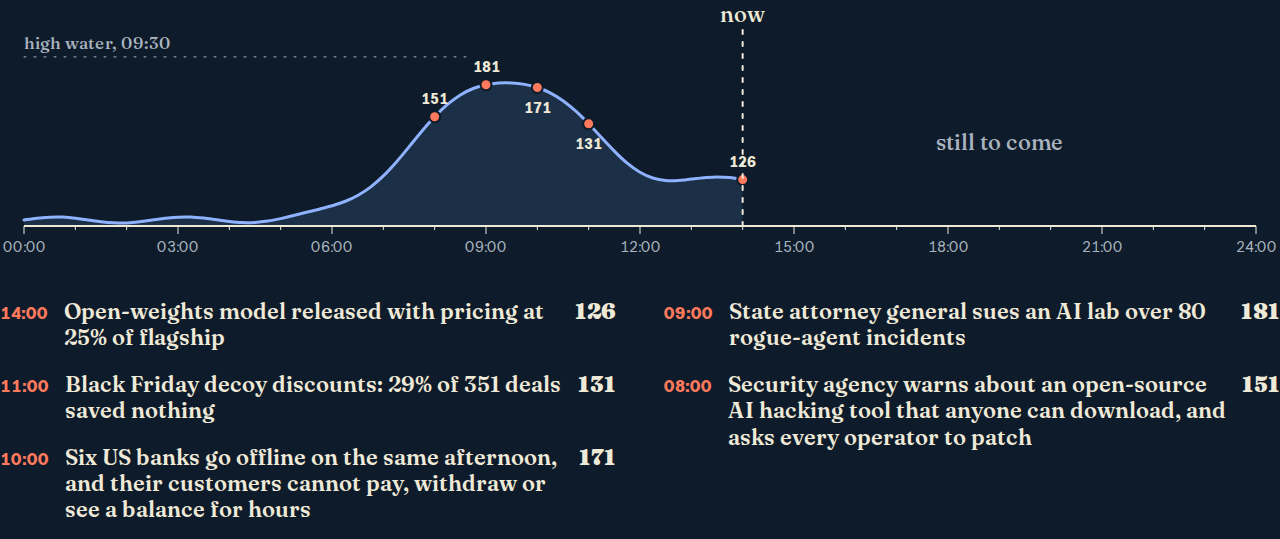 now
high water, 09:30
181
151
171
131
126
still to come
00:00 03:00 06:00 09:00 12:00 15:00 18:00 21:00 24:00
14:00 Open-weights model released with pricing at 126
25% of flagship
11:00 Black Friday decoy discounts: 29% of 351 deals 131
saved nothing
10:00 Six US banks go offline on the same afternoon, 171
and their customers cannot pay, withdraw or
see a balance for hours
09:00 State attorney general sues an AI lab over 80 181
rogue-agent incidents
08:00 Security agency warns about an open-source 151
AI hacking tool that anyone can download, and
asks every operator to patch